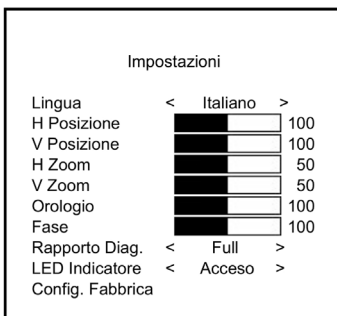 Impostazioni
Lingua < Italiano >
H Posizione 100
V Posizione 100
H Zoom 50
V Zoom 50
Orologio 100
Fase 100
Rapporto Diag. < Full >
LED Indicatore < Acceso >
Config. Fabbrica